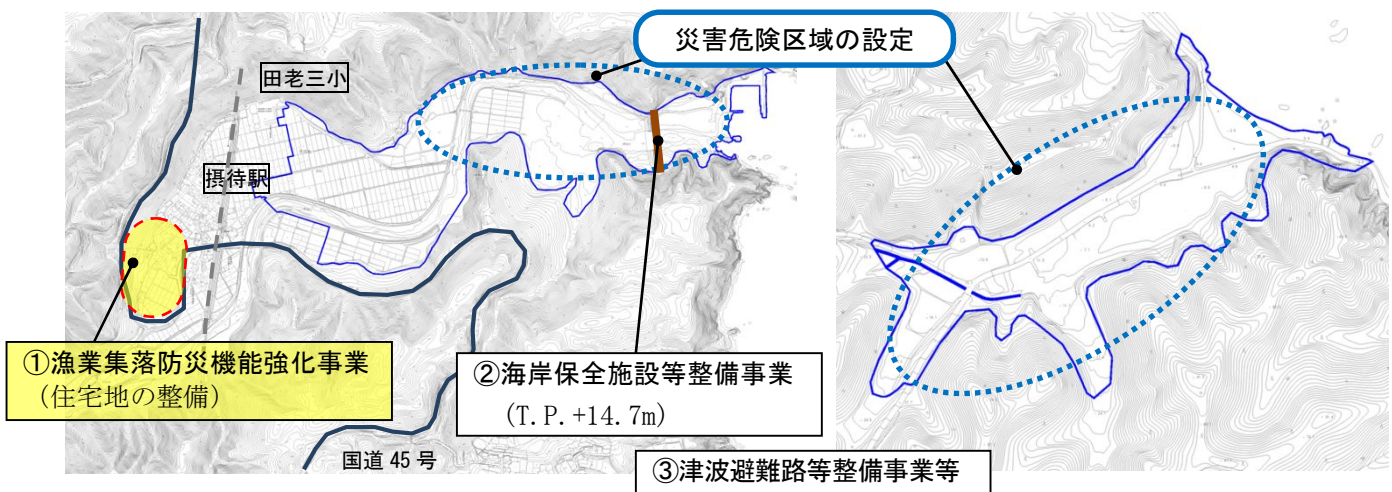 災害危険区域の設定
田老三小
摂待駅
①漁業集落防災機能強化事業
(住宅地の整備)
②海岸保全施設等整備事業
(T.P.+14.7m)
国道 45 号
③津波避難路等整備事業等